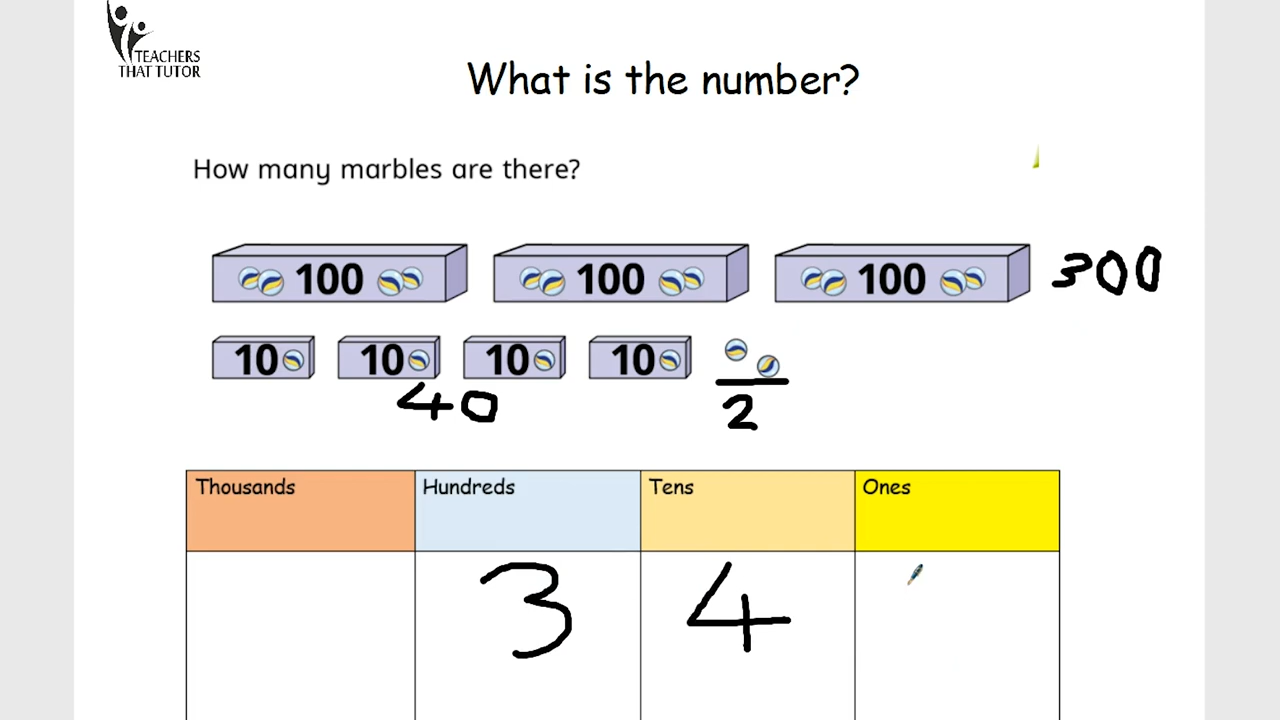 TEACHERS
THAT TUTOR
What is the number?
How many marbles are there?
100 100 100 300
10 10 10 10
40 2
Thousands Hundreds Tens Ones
3 4